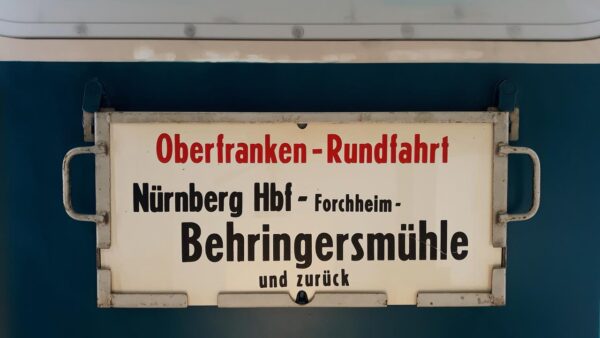 Oberfranken-Rundfahrt
Nürnberg Hbf - Forchheim -
Behringersmühle
und zurück